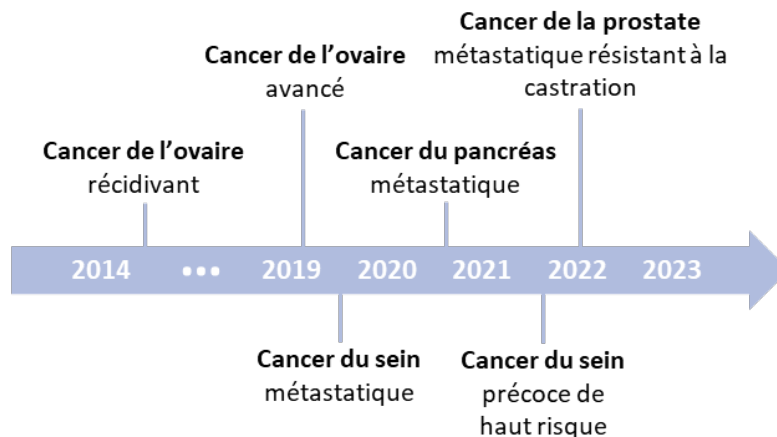 Cancer de la prostate
métastatique résistant à la
castration
Cancer de l’ovaire
avancé
Cancer de l’ovaire
récidivant
Cancer du pancréas
métastatique
2014 ••• 2019 2020 2021 2022 2023
Cancer du sein
métastatique
Cancer du sein
précoce de
haut risque